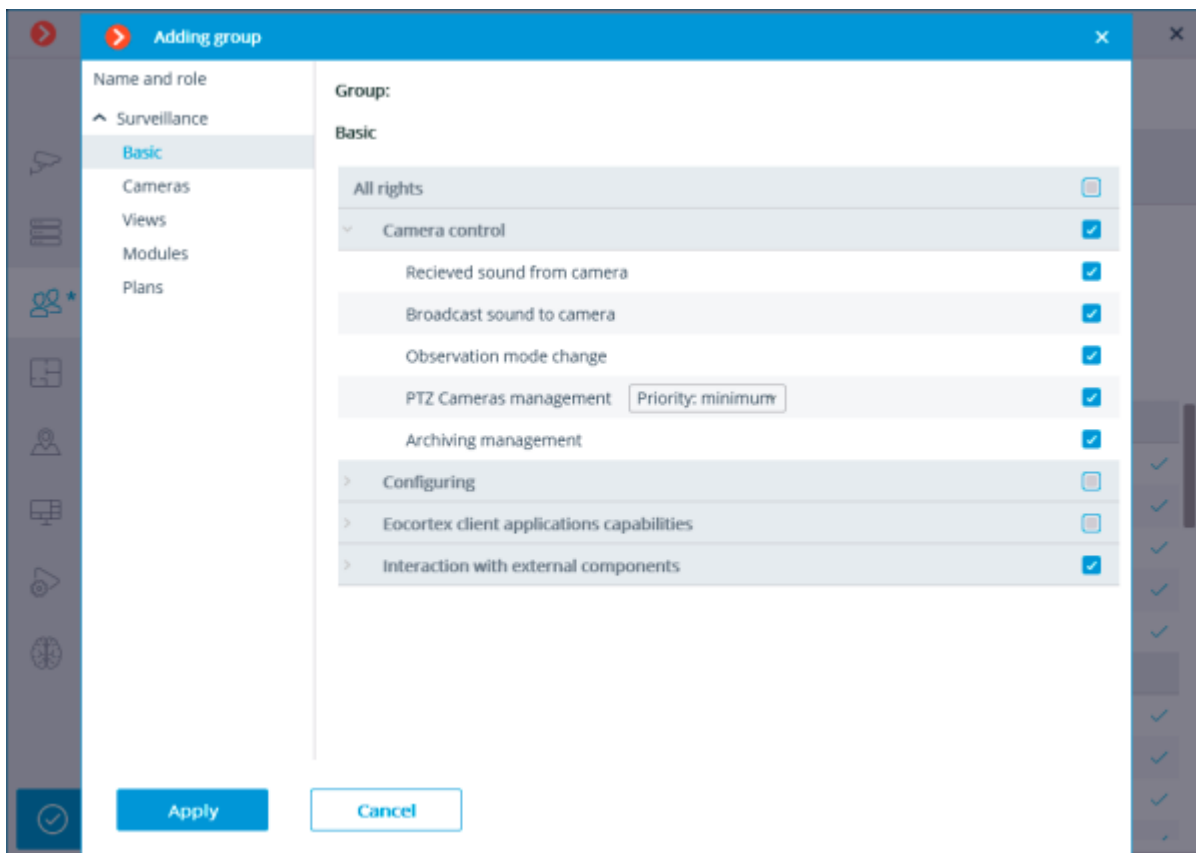 Adding group
Name and role
Surveillance
Basic
Cameras
Views
Modules
Plans
Group:
Basic
All rights
Camera control
Recieved sound from camera
Broadcast sound to camera
Observation mode change
PTZ Cameras management Priority: minimum
Archiving management
Configuring
Eocortex client applications capabilities
Interaction with external components
Apply Cancel